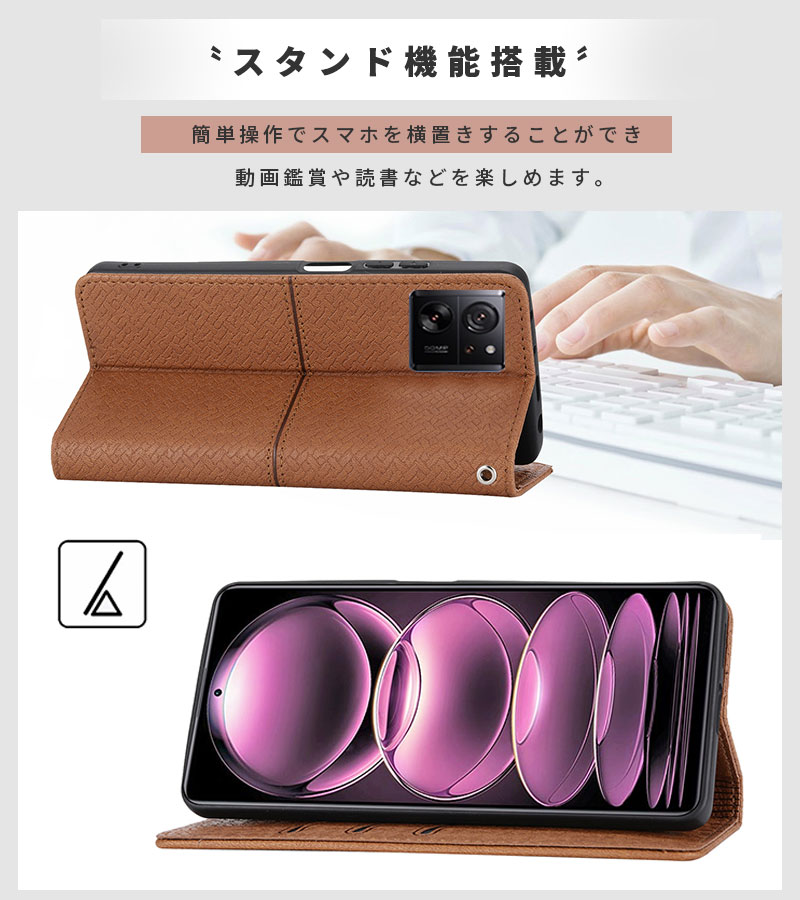 〝スタンド機能搭載〞
簡単操作でスマホを横置きすることができ
動画鑑賞や読書などを楽しめます。
50MP